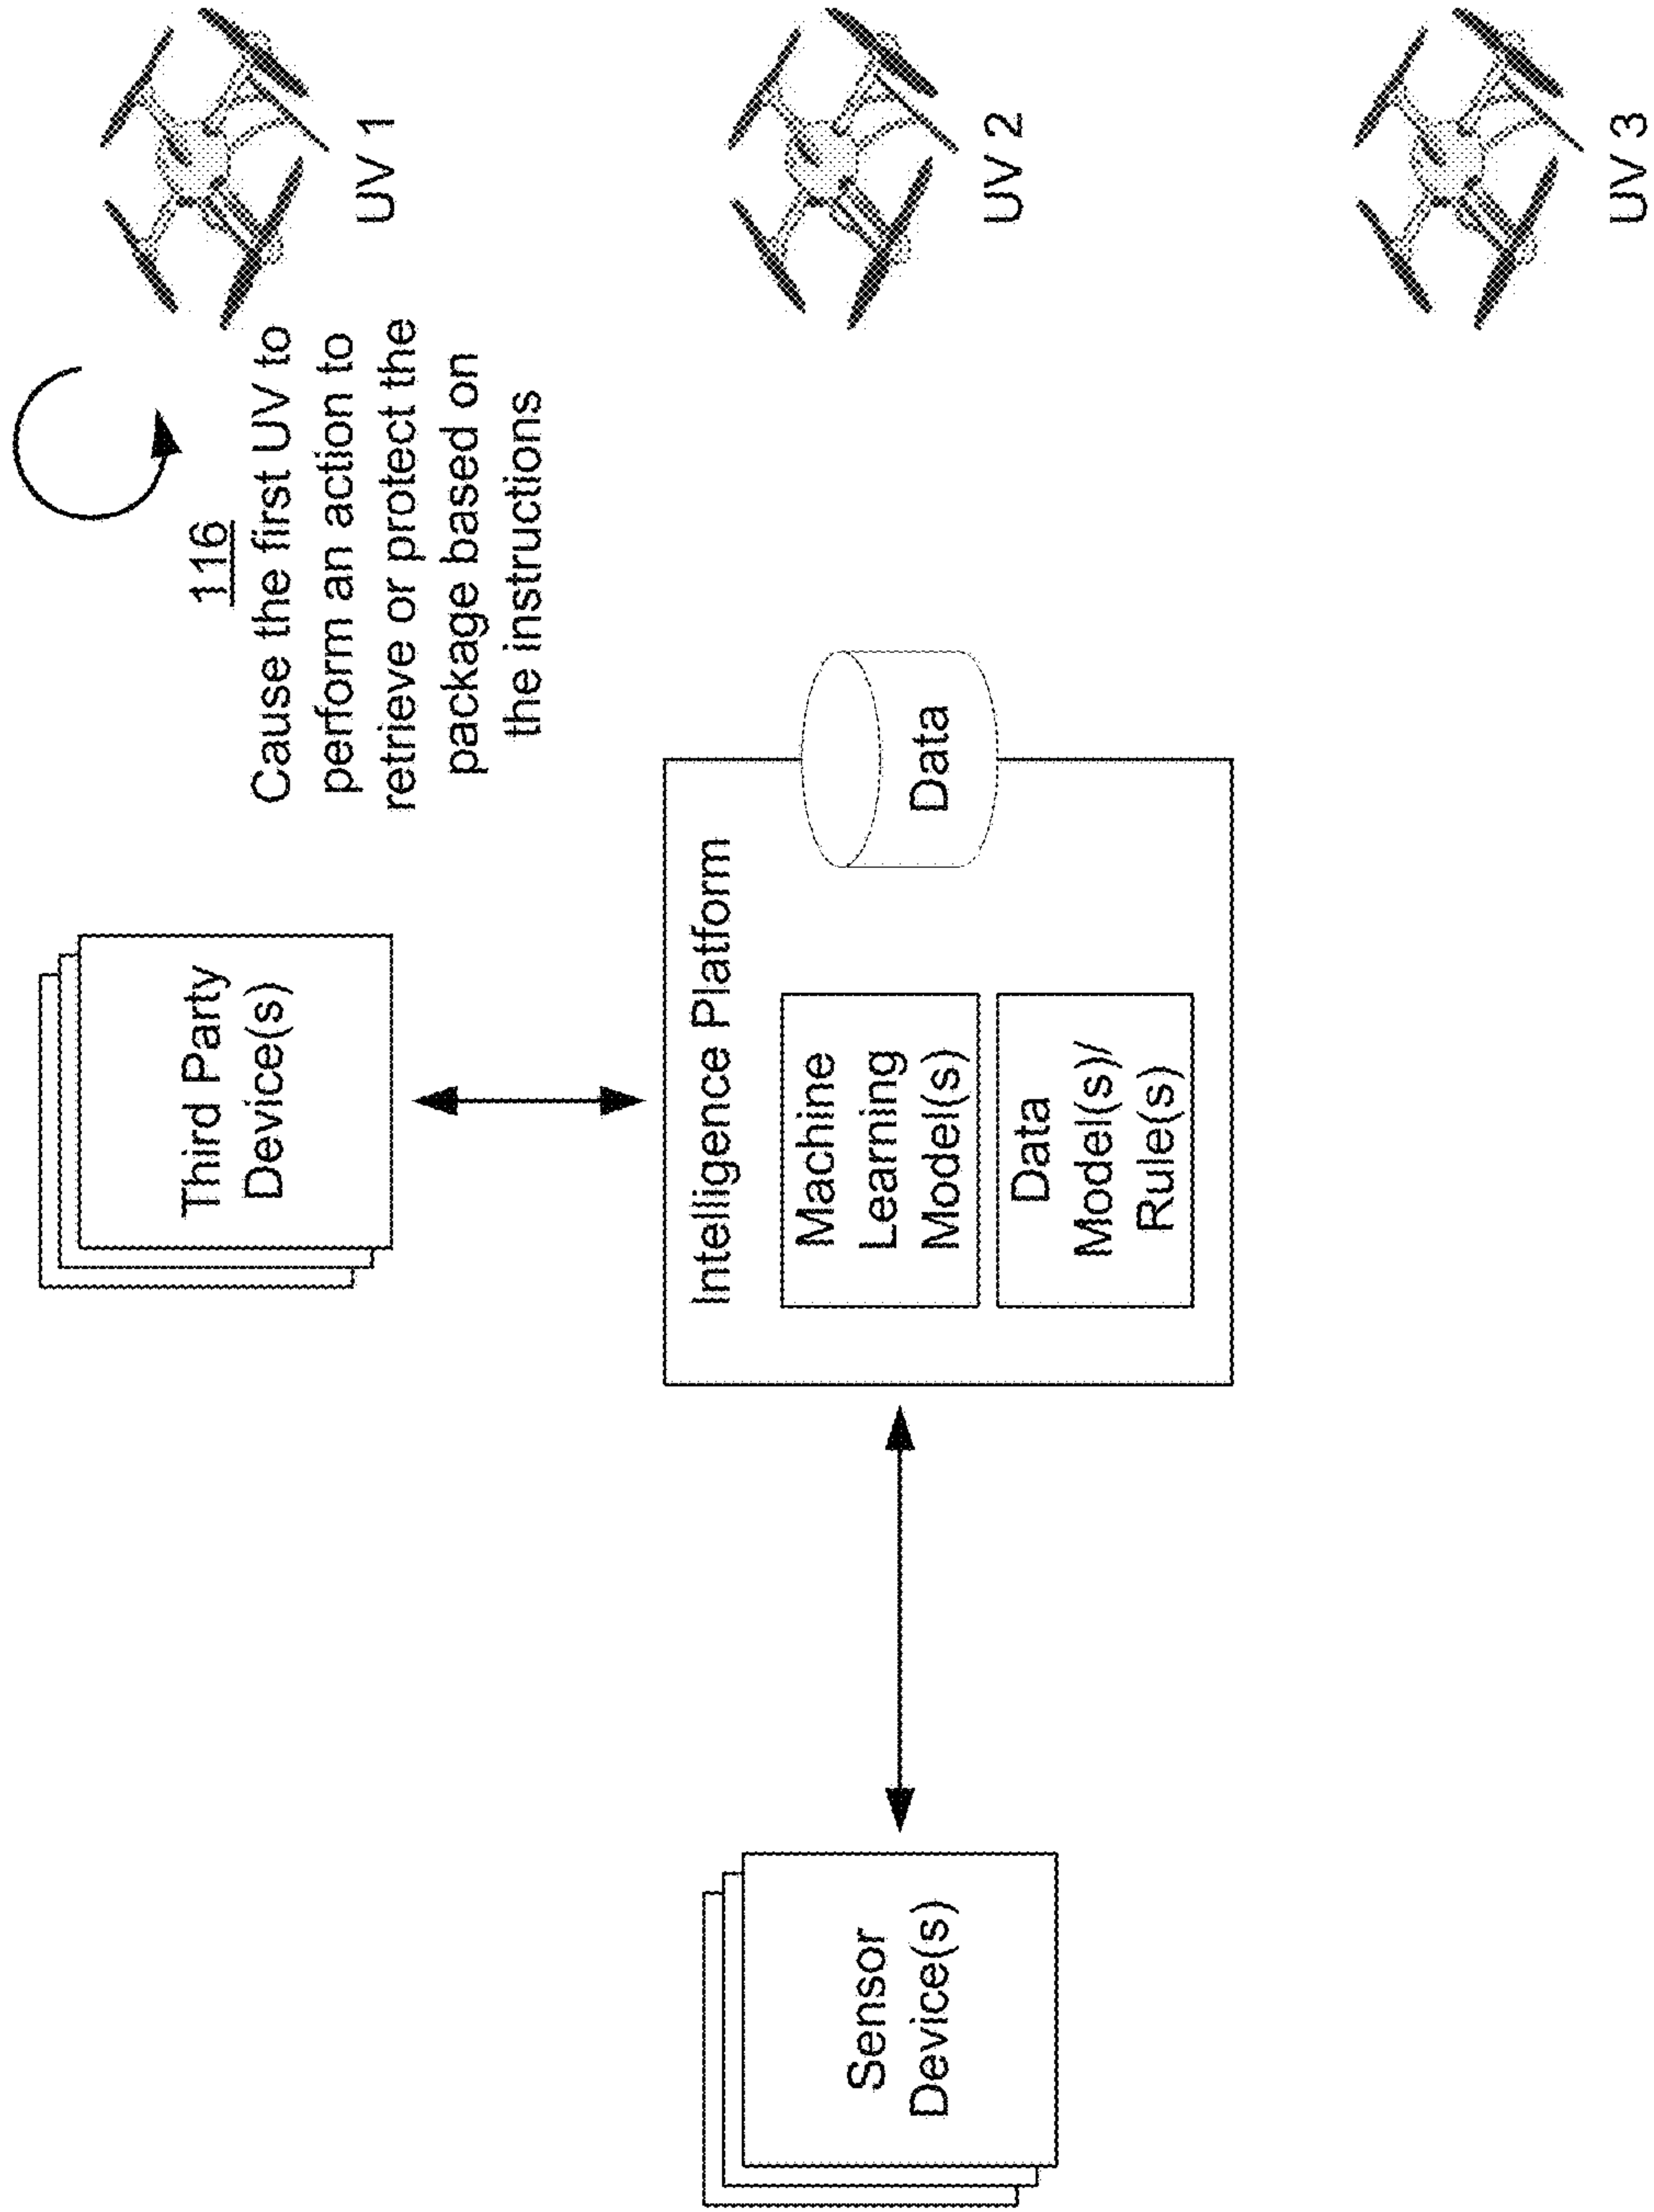 Third Party
Device(s)
116
Cause the first UV to
perform an action to
retrieve or protect the
package based on
the instructions
UV 1
Sensor
Device(s)
Intelligence Platform
Machine
Learning
Model(s)
Data
Model(s)/
Rule(s)
Data
UV 2
UV 3